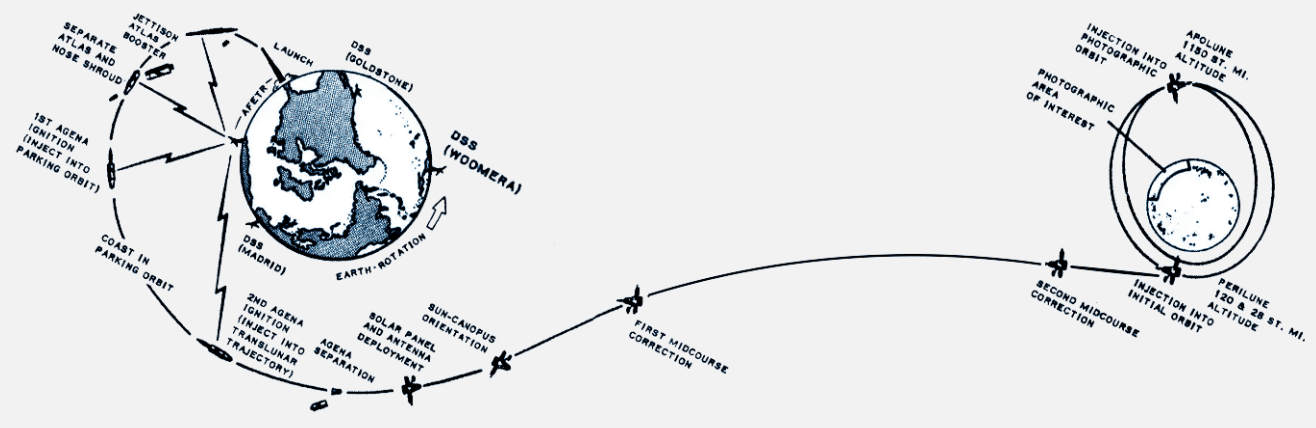 JETTISON
ATLAS
BOOSTER
SEPARATE
ATLAS AND
NOSE SHROUD
LAUNCH
DSS
(GOLDSTONE)
AFETR
DSS
(WOOMERA)
1ST AGENA
IGNITION
(INJECT INTO
PARKING ORBIT)
DSS
(MADRID)
EARTH-ROTATION
COAST IN
PARKING ORBIT
2ND AGENA
IGNITION
(INJECT INTO
TRANSLUNAR
TRAJECTORY)
AGENA
SEPARATION
SOLAR PANEL
AND ANTENNA
DEPLOYMENT
SUN-CANOPUS
ORIENTATION
FIRST MIDCOURSE
CORRECTION
SECOND MIDCOURSE
CORRECTION
INJECTION INTO
INITIAL ORBIT
PERILUNE
120 & 28 ST. MI.
ALTITUDE
PHOTOGRAPHIC
AREA
OF INTEREST
INJECTION INTO
PHOTOGRAPHIC
ORBIT
APOLUNE
1150 ST. MI.
ALTITUDE